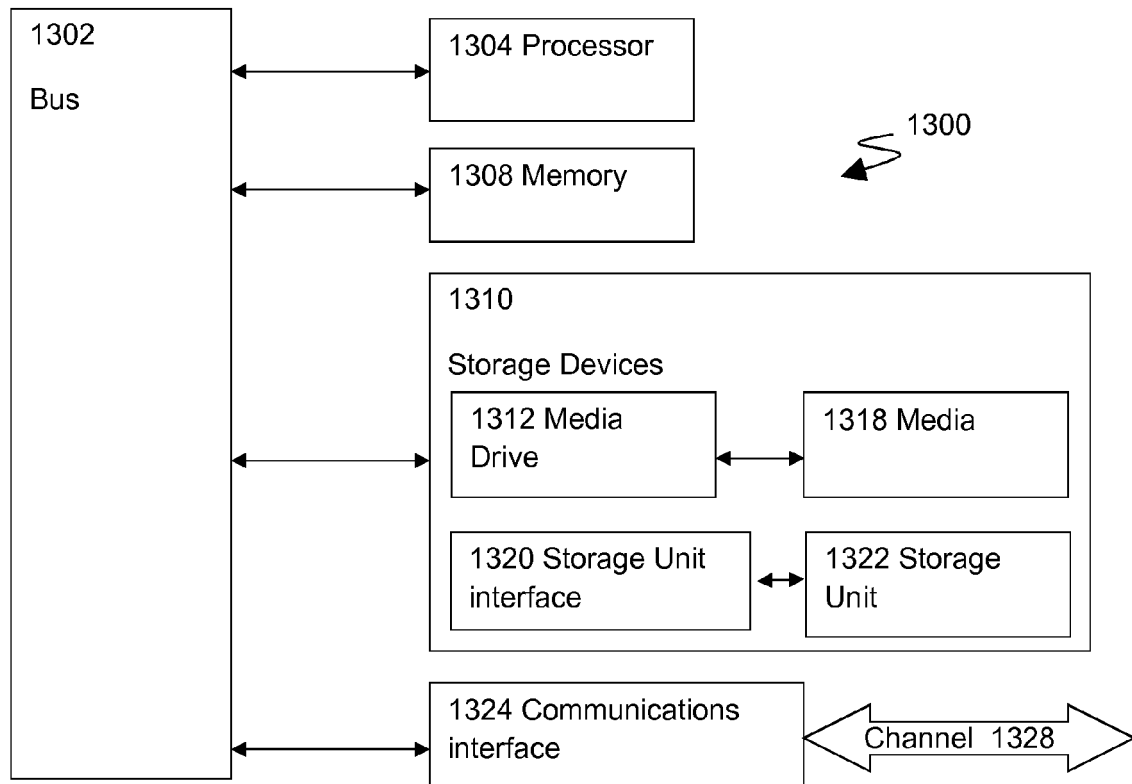 1302
Bus
1304 Processor
1300
1308 Memory
1310
Storage Devices
1312 Media
Drive
1318 Media
1320 Storage Unit
interface
1322 Storage
Unit
1324 Communications
interface
Channel 1328